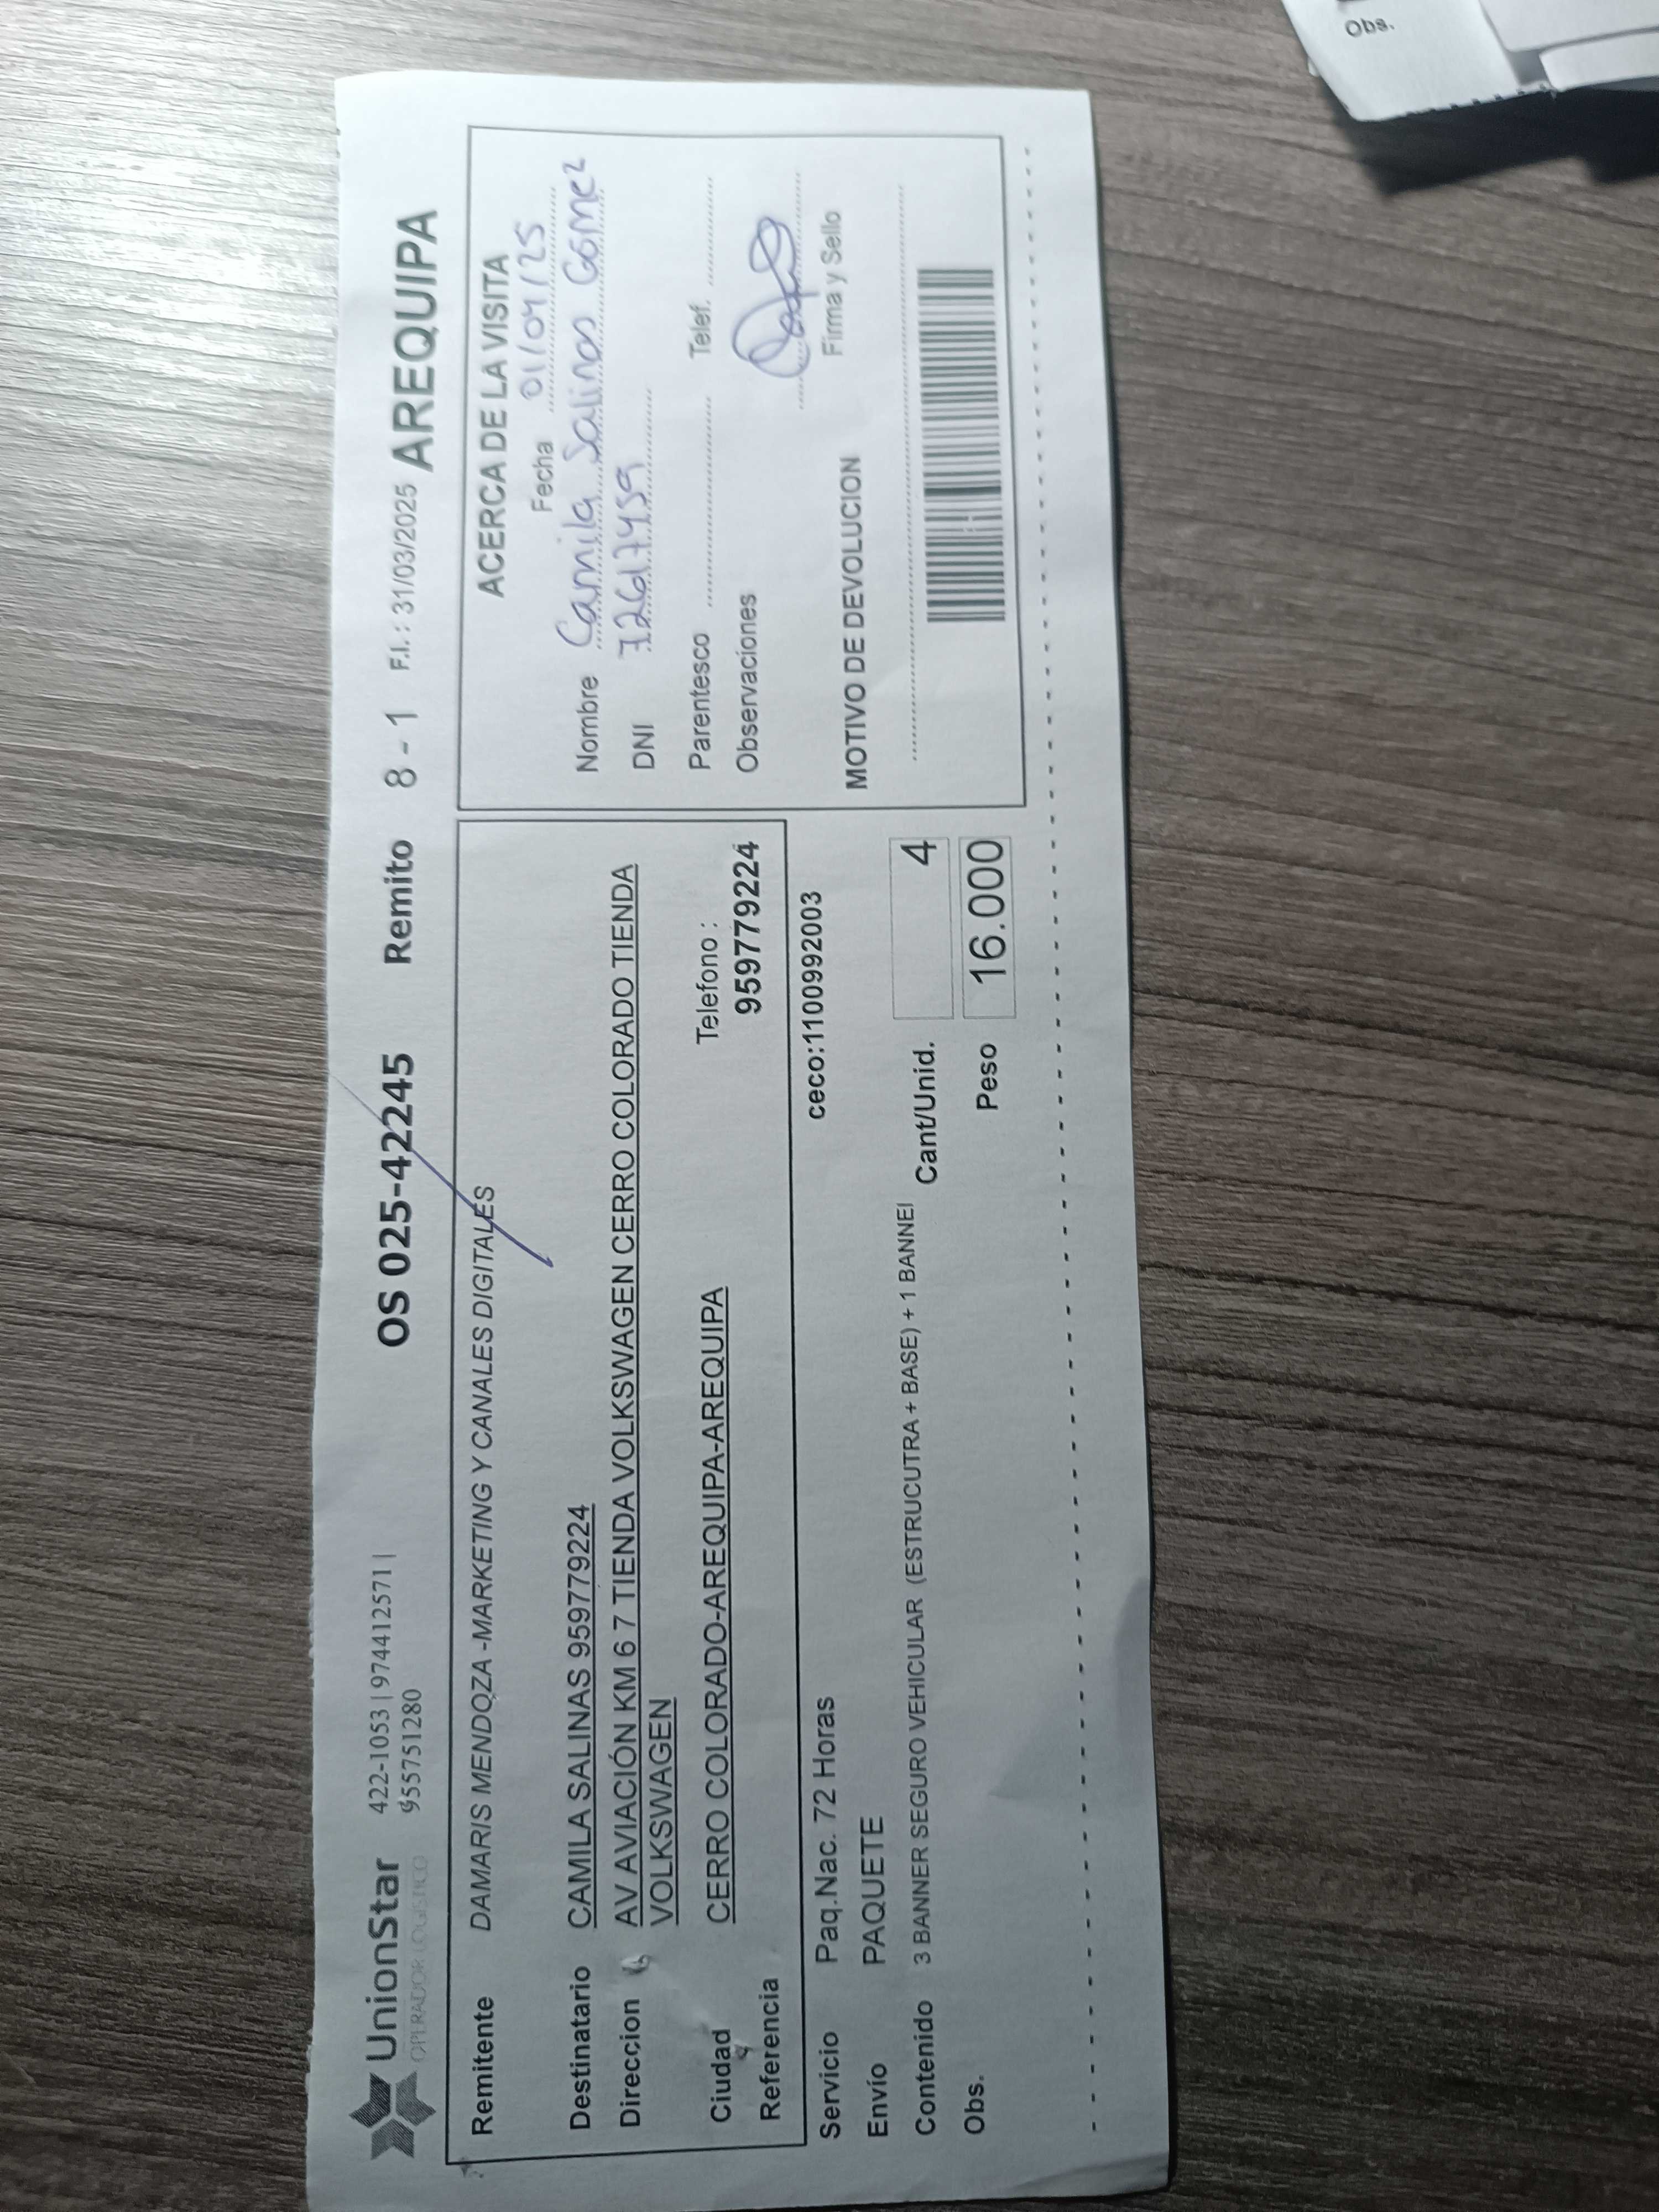 UnionStar
OPERADOR LOGISTICO
422-1053 | 974412571 |
955751280
OS 025-42245
Remito 8 - 1 F.I.: 31/03/2025 AREQUIPA
Remitente DAMARIS MENDOZA -MARKETING Y CANALES DIGITALES
Destinatario CAMILA SALINAS 959779224
Direccion AV AVIACIÓN KM 6 7 TIENDA VOLKSWAGEN CERRO COLORADO TIENDA
VOLKSWAGEN
Ciudad CERRO COLORADO-AREQUIPA-AREQUIPA
Telefono :
959779224
Referencia
Servicio Paq.Nac. 72 Horas
ceco:1100992003
Envío PAQUETE
Contenido 3 BANNER SEGURO VEHICULAR (ESTRUCUTRA + BASE) + 1 BANNEI
Cant/Unid. 4
Obs.
Peso 16.000
ACERCA DE LA VISITA
Fecha 01/04/25
Nombre Camila Salinas Gomez
DNI 72617459
Parentesco Telef.
Observaciones
Firma y Sello
MOTIVO DE DEVOLUCION
Obs.